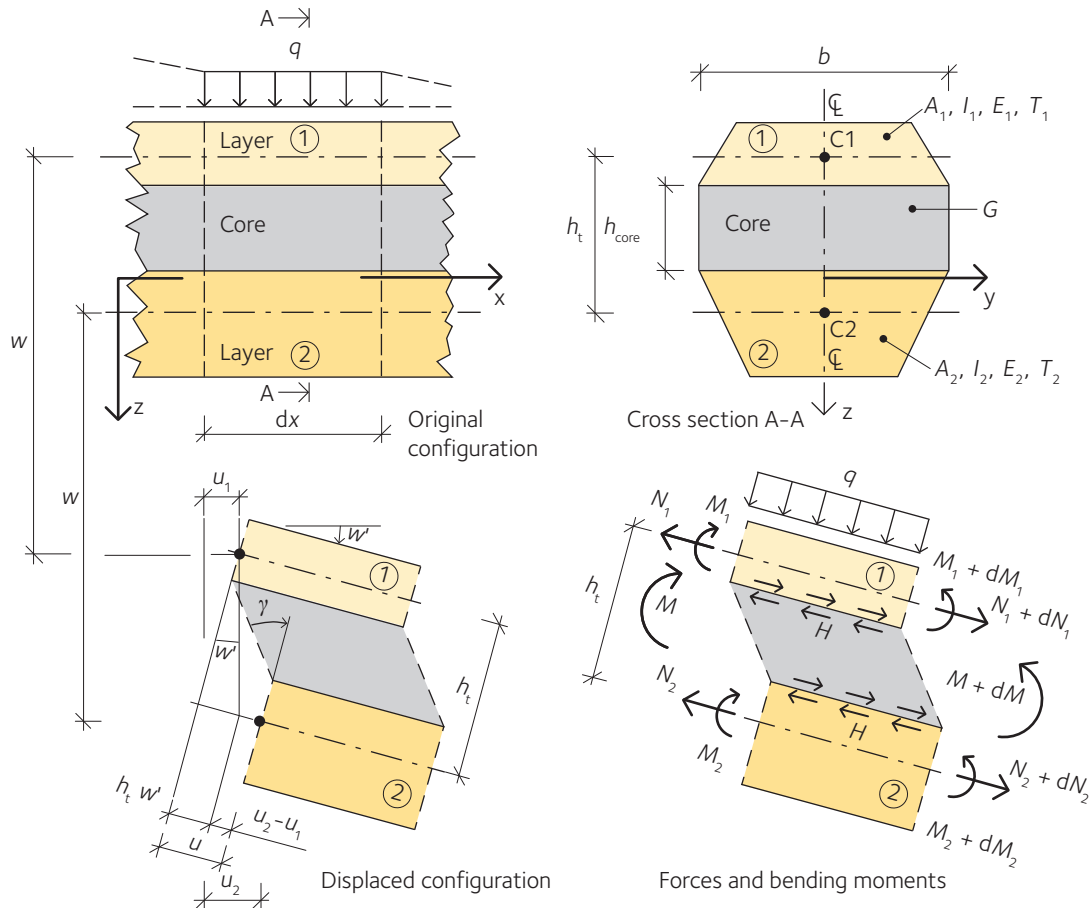 A
q
Layer 1
Core
Layer 2
x
z
w
w
A
dx
Original
configuration
b
℄
A₁, I₁, E₁, T₁
1
C1
G
Core
hₜ
h_core
y
C2
2
℄
A₂, I₂, E₂, T₂
z
Cross section A–A
u₁
w'
1
γ
w'
hₜ
2
hₜ w'
u₂–u₁
u
u₂
Displaced configuration
q
N₁
M₁
1
M₁ + dM₁
N₁ + dN₁
hₜ
M
H
N₂
M + dM
H
M₂
2
N₂ + dN₂
M₂ + dM₂
Forces and bending moments